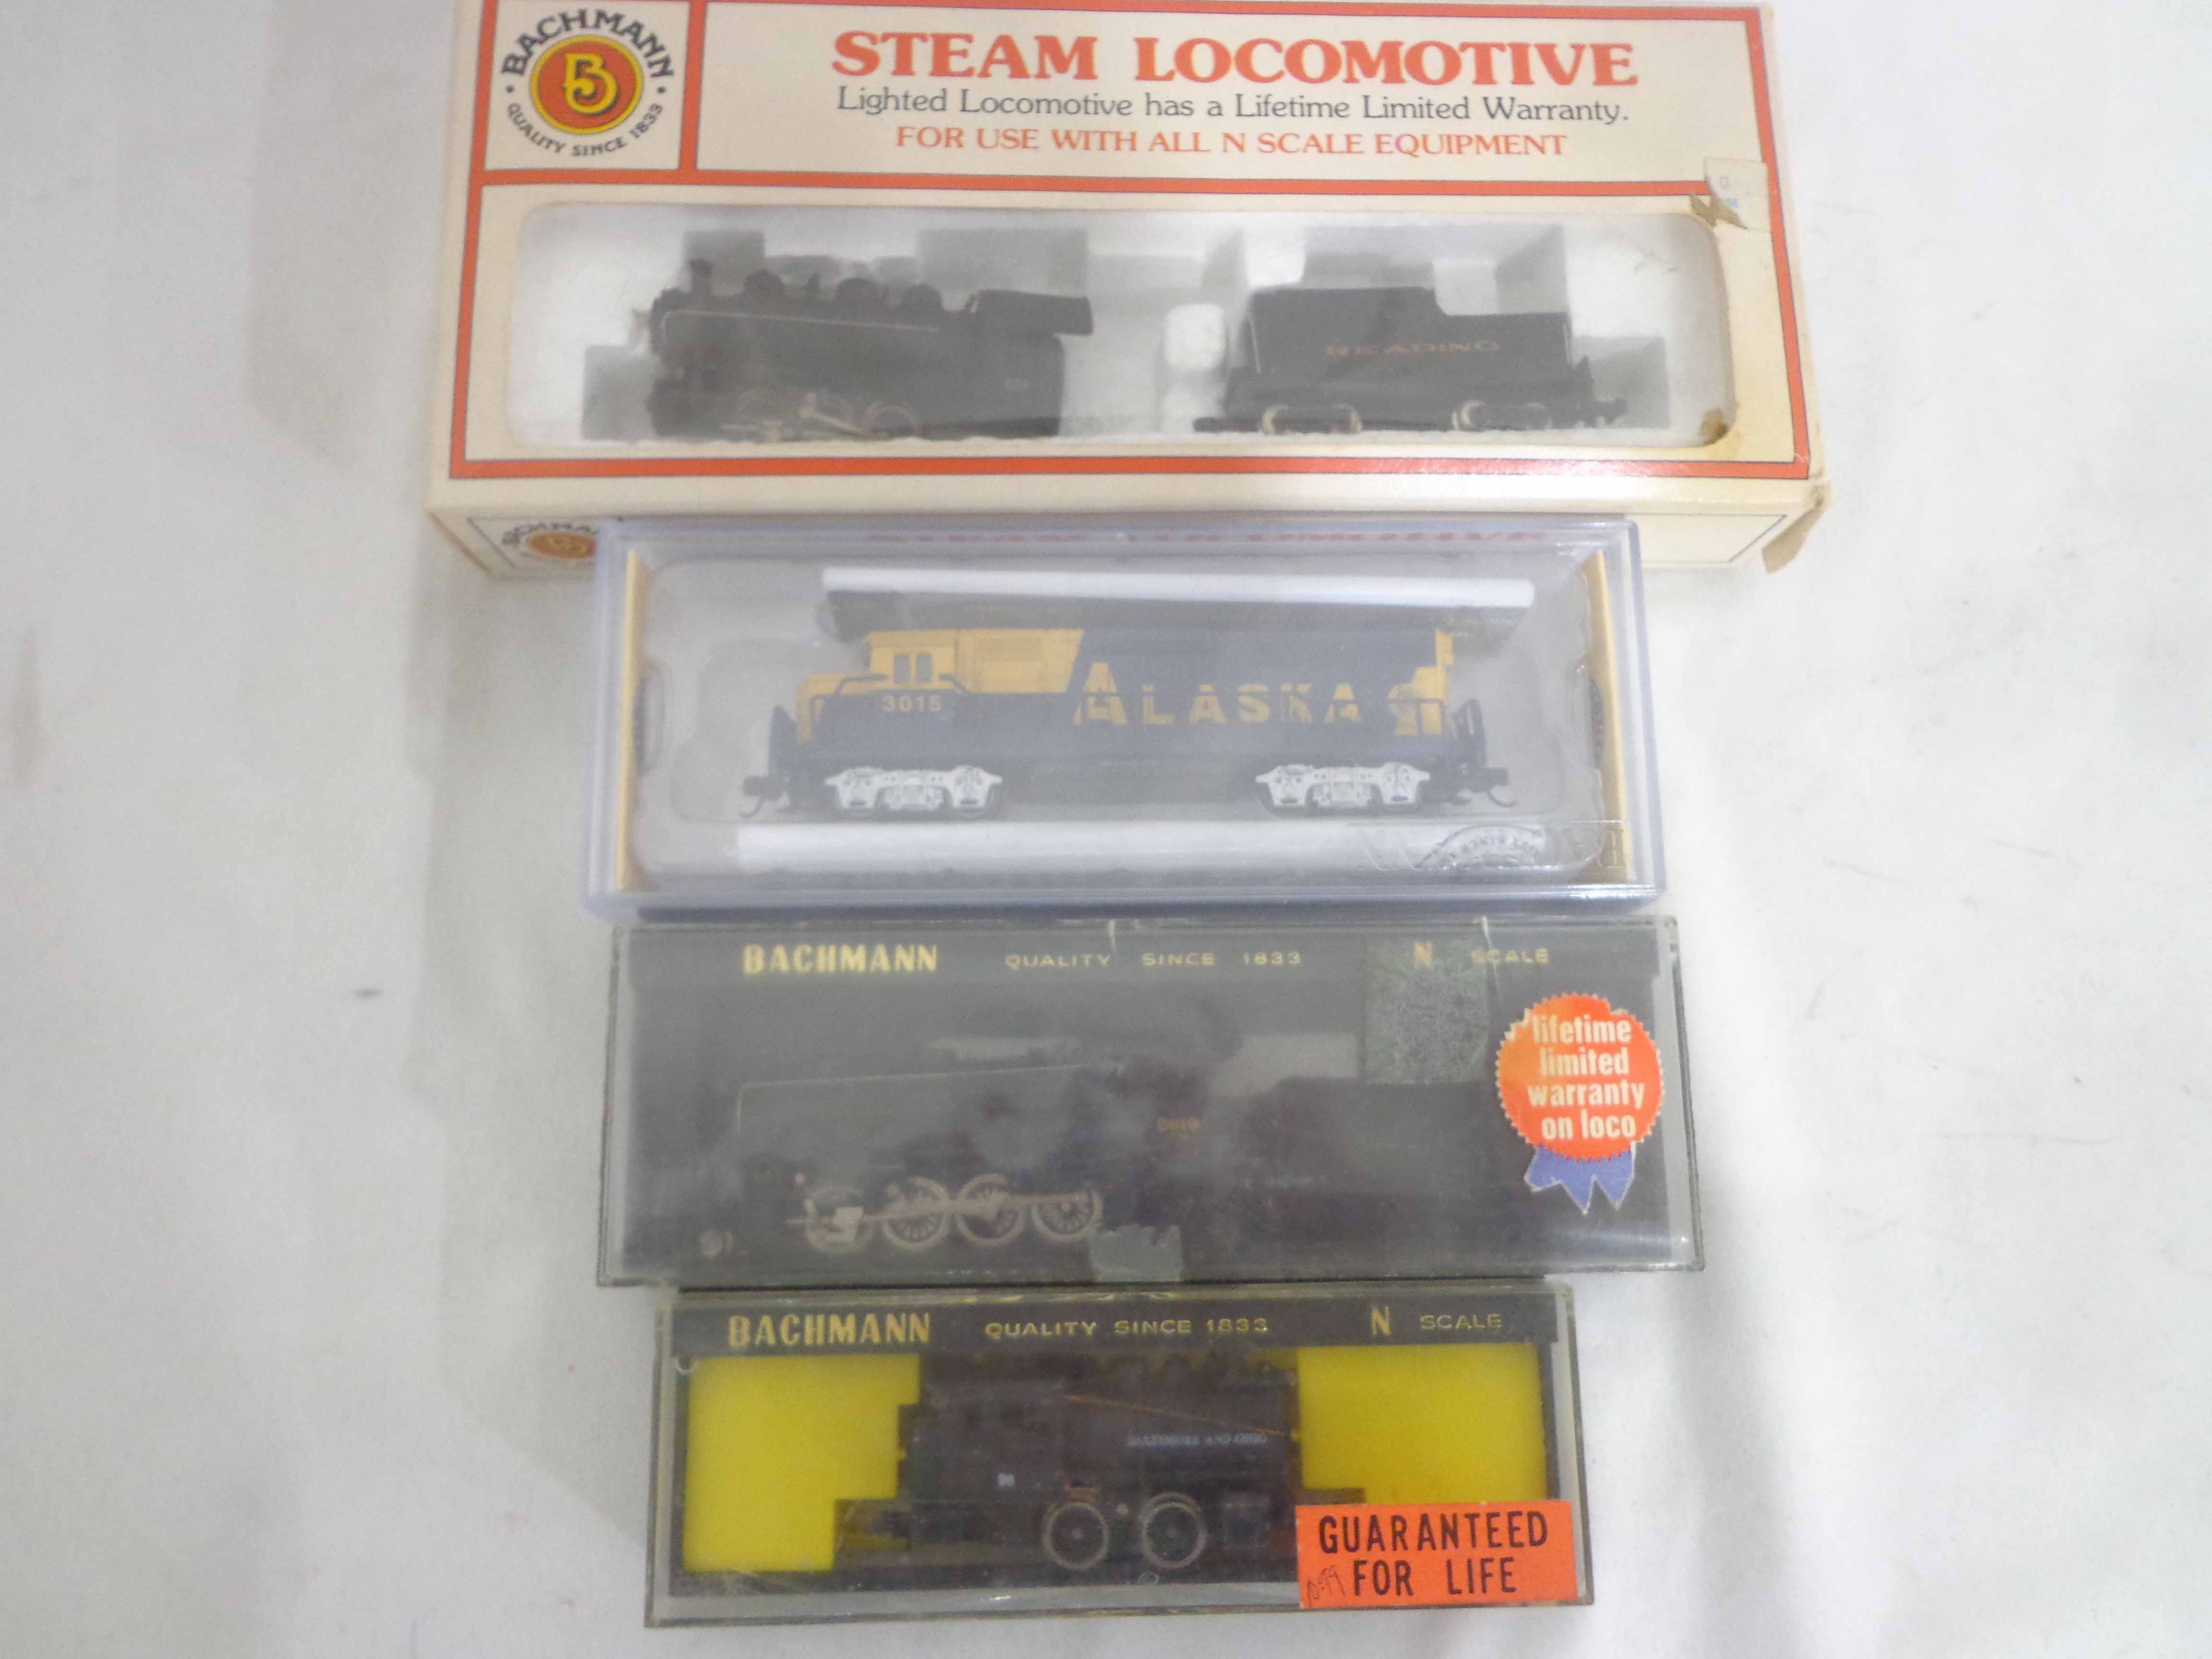 BACHMANN
B
QUALITY SINCE 1833
STEAM LOCOMOTIVE
Lighted Locomotive has a Lifetime Limited Warranty.
FOR USE WITH ALL N SCALE EQUIPMENT
READING
3015
ALASKA
BACHMANN QUALITY SINCE 1833 N SCALE
lifetime
limited
warranty
on loco
BACHMANN QUALITY SINCE 1833 N SCALE
GUARANTEED
FOR LIFE